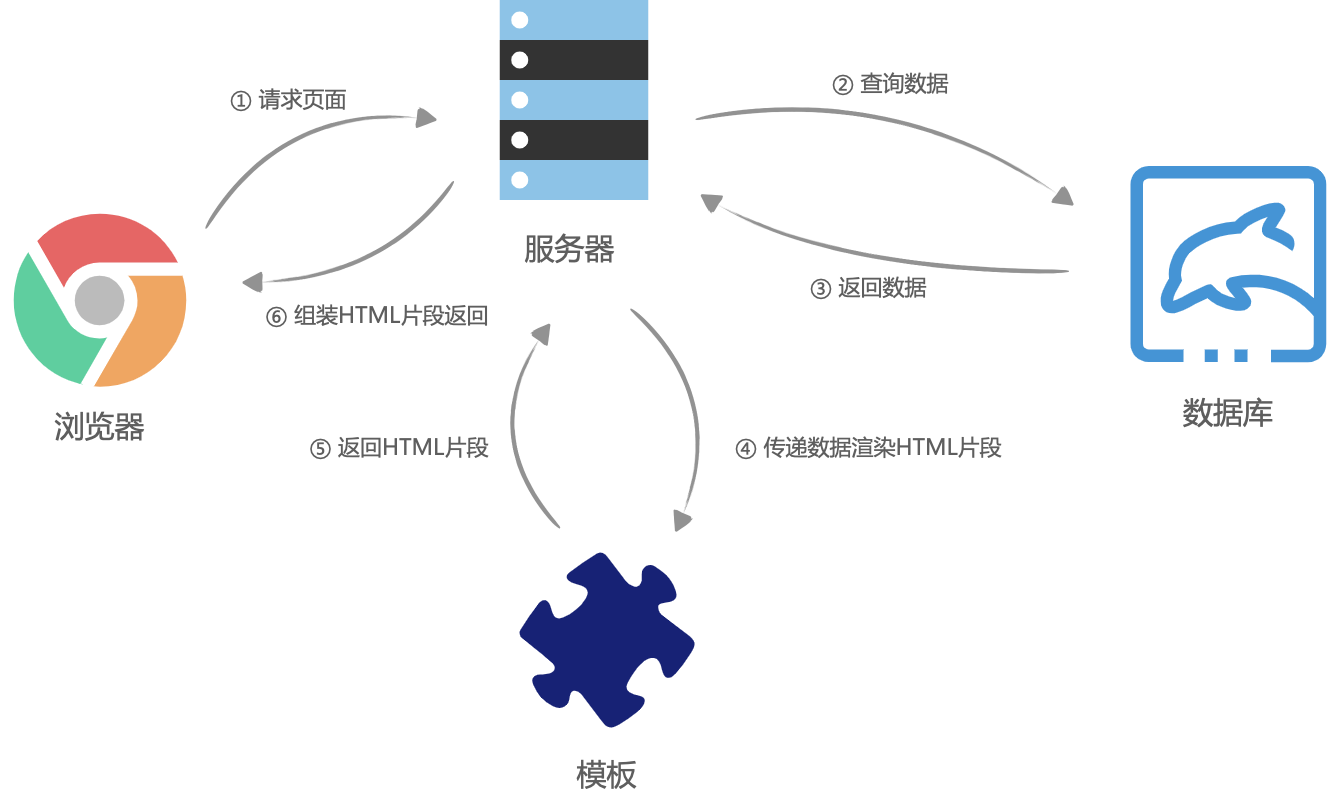 ① 请求页面
② 查询数据
服务器
③ 返回数据
⑥ 组装HTML片段返回
浏览器
数据库
⑤ 返回HTML片段
④ 传递数据渲染HTML片段
模板